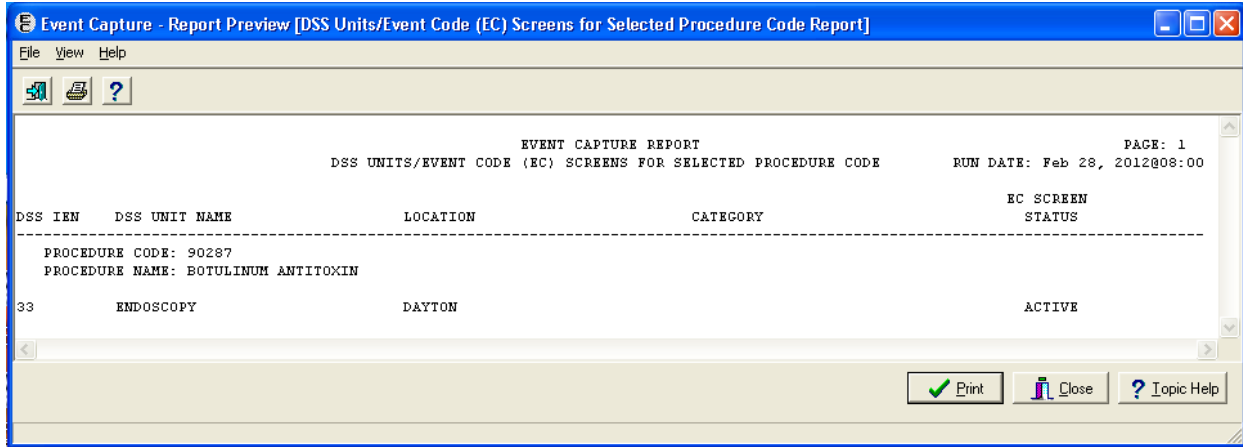 Event Capture - Report Preview [DSS Units/Event Code (EC) Screens for Selected Procedure Code Report]
File View Help
EVENT CAPTURE REPORT PAGE: 1
DSS UNITS/EVENT CODE (EC) SCREENS FOR SELECTED PROCEDURE CODE RUN DATE: Feb 28, 2012@08:00
EC SCREEN
DSS IEN DSS UNIT NAME LOCATION CATEGORY STATUS
PROCEDURE CODE: 90287
PROCEDURE NAME: BOTULINUM ANTITOXIN
33 ENDOSCOPY DAYTON ACTIVE
Print Close ? Topic Help